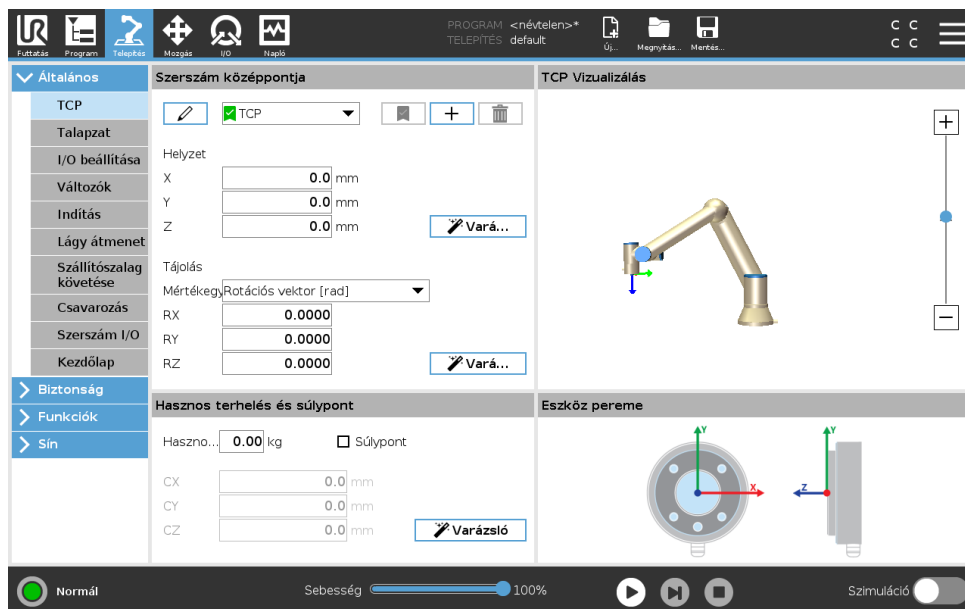 UR
PROGRAM <névtelen>*
TELEPÍTÉS default
C C
C C
Futtatás Program Telepítés Mozgás I/O Napló Új... Megnyitás... Mentés...
Általános
TCP
Talapzat
I/O beállítása
Változók
Indítás
Lágy átmenet
Szállítószalag
követése
Csavarozás
Szerszám I/O
Kezdőlap
Biztonság
Funkciók
Sín
Szerszám középpontja
TCP
Helyzet
X 0.0 mm
Y 0.0 mm
Z 0.0 mm Vará...
Tájolás
Mértékegy Rotációs vektor [rad]
RX 0.0000
RY 0.0000
RZ 0.0000 Vará...
TCP Vizualizálás
Hasznos terhelés és súlypont
Haszno... 0.00 kg Súlypont
CX 0.0 mm
CY 0.0 mm
CZ 0.0 mm Varázsló
Eszköz pereme
Y Y
X Z
Normál Sebesség 100% Szimuláció